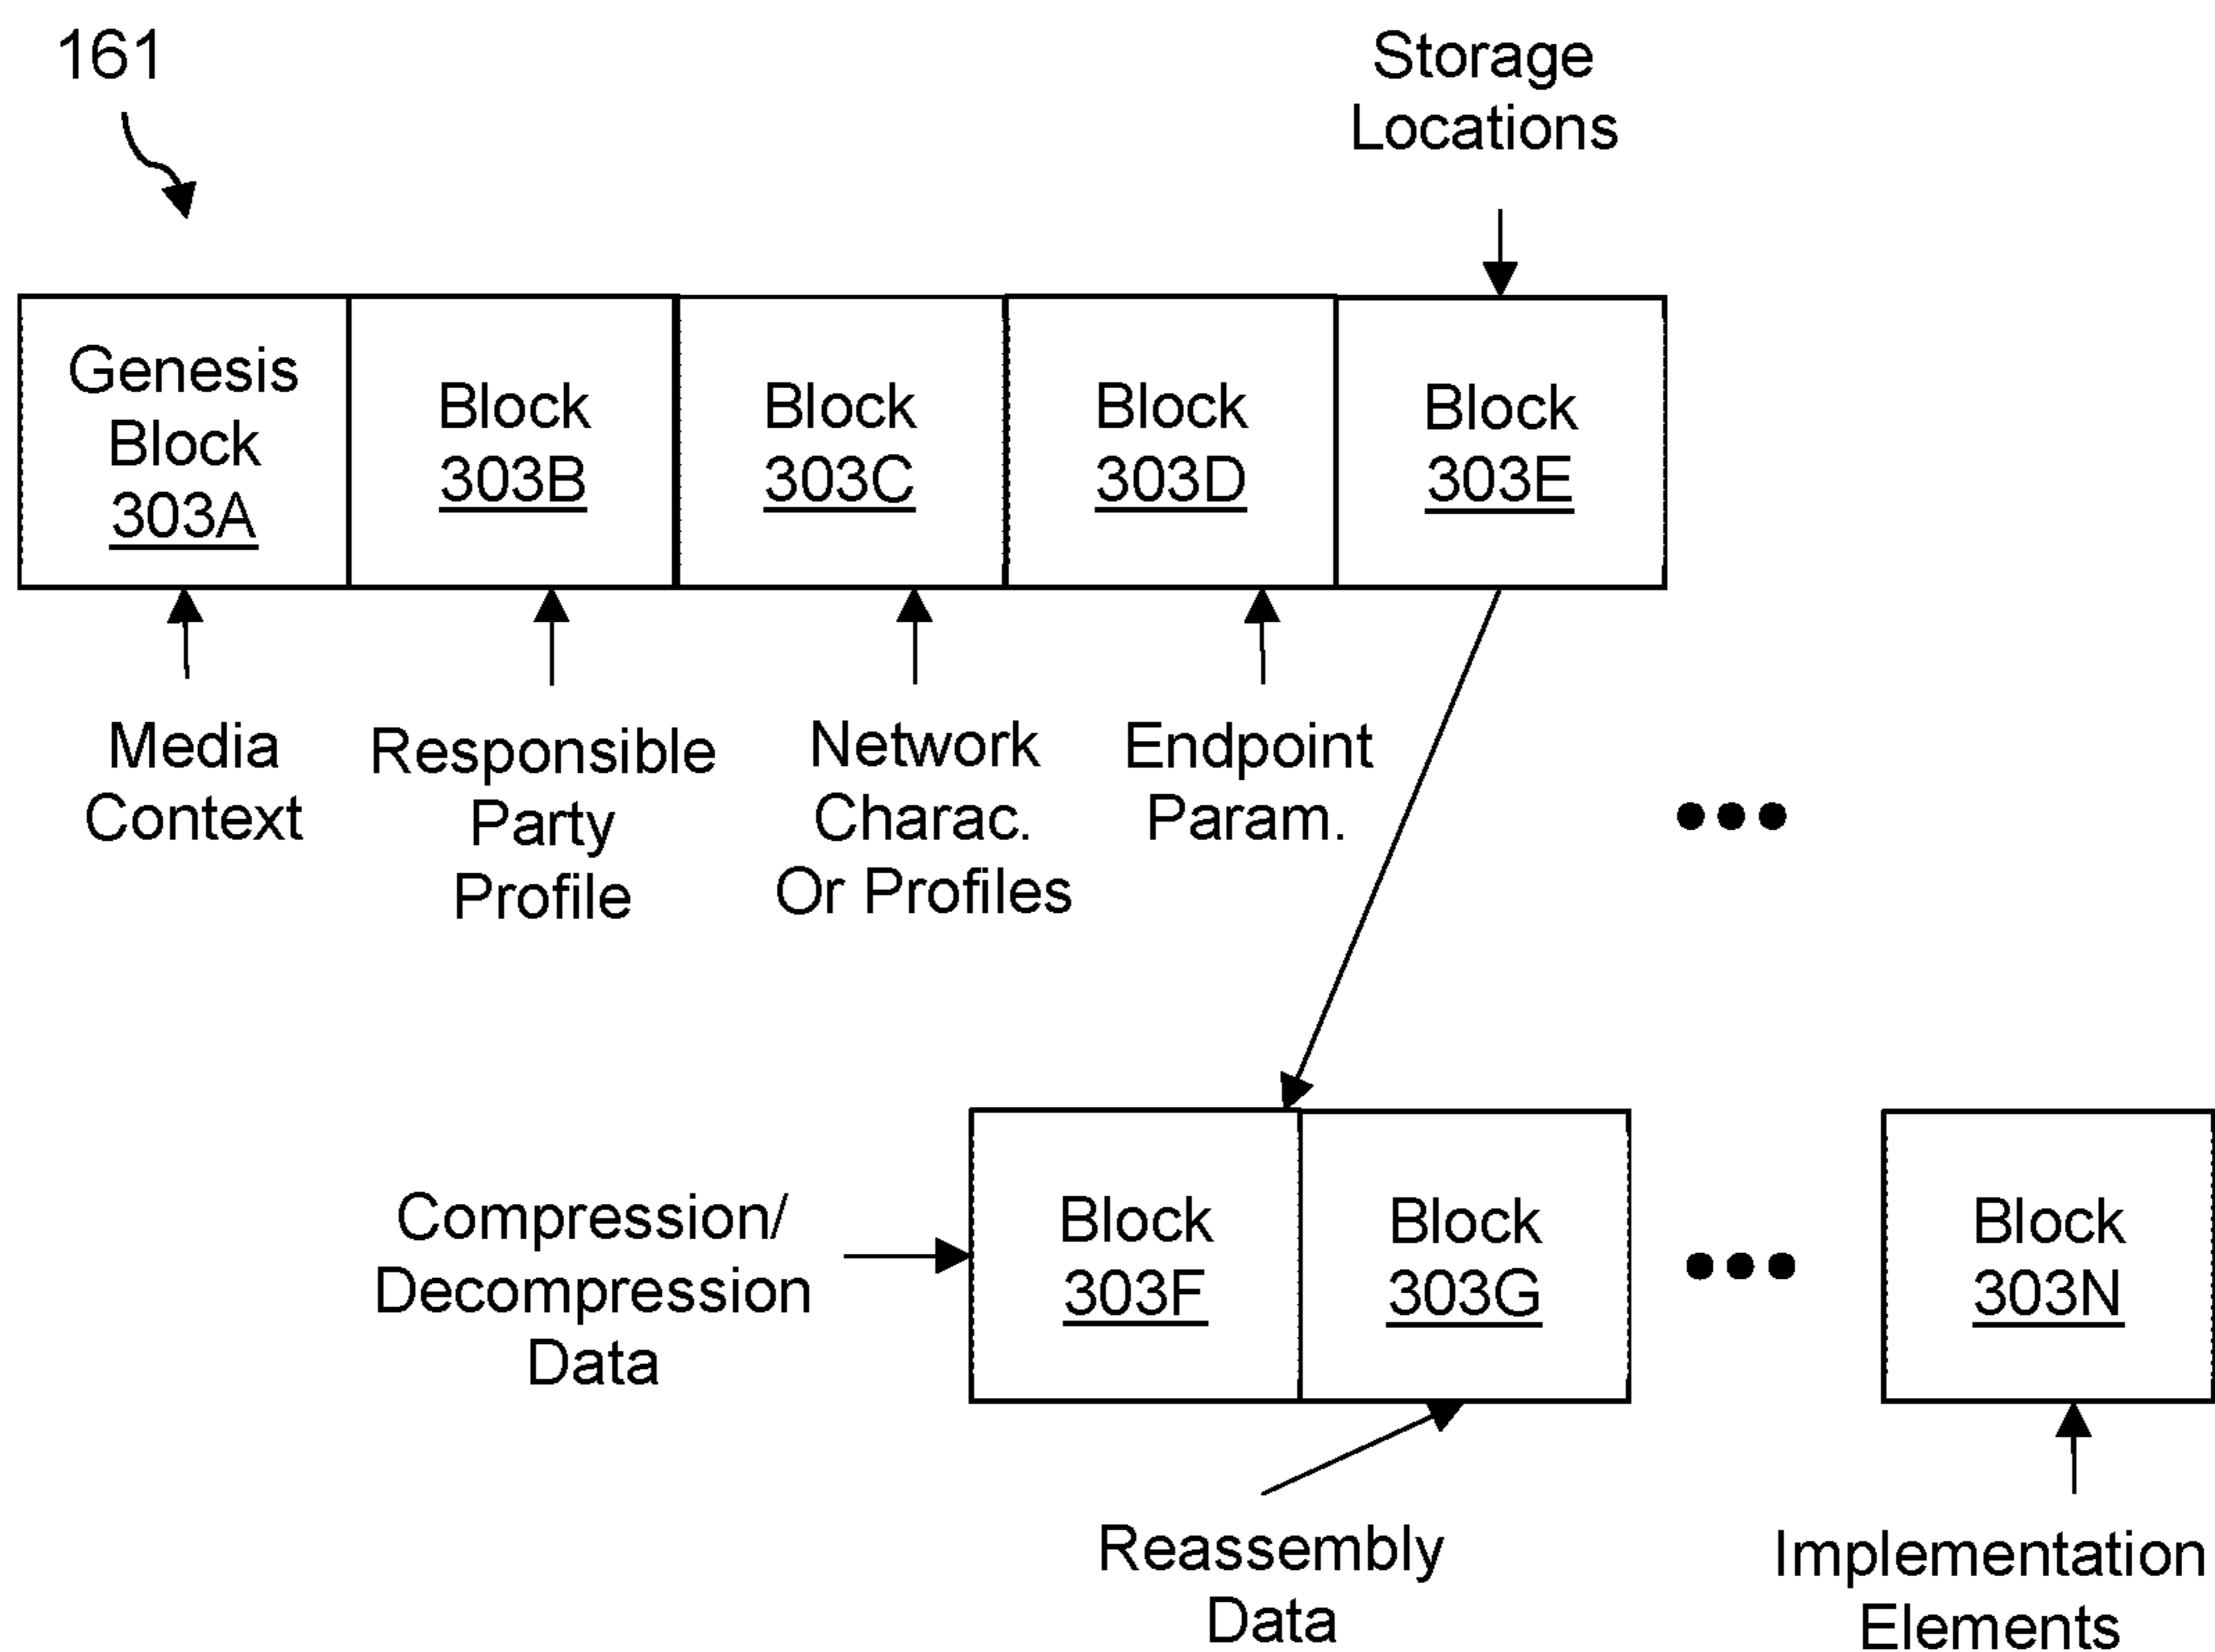 161
Storage
Locations
Genesis
Block
303A
Block
303B
Block
303C
Block
303D
Block
303E
Media
Context
Responsible
Party
Profile
Network
Charac.
Or Profiles
Endpoint
Param.
Compression/
Decompression
Data
Block
303F
Block
303G
Block
303N
Reassembly
Data
Implementation
Elements